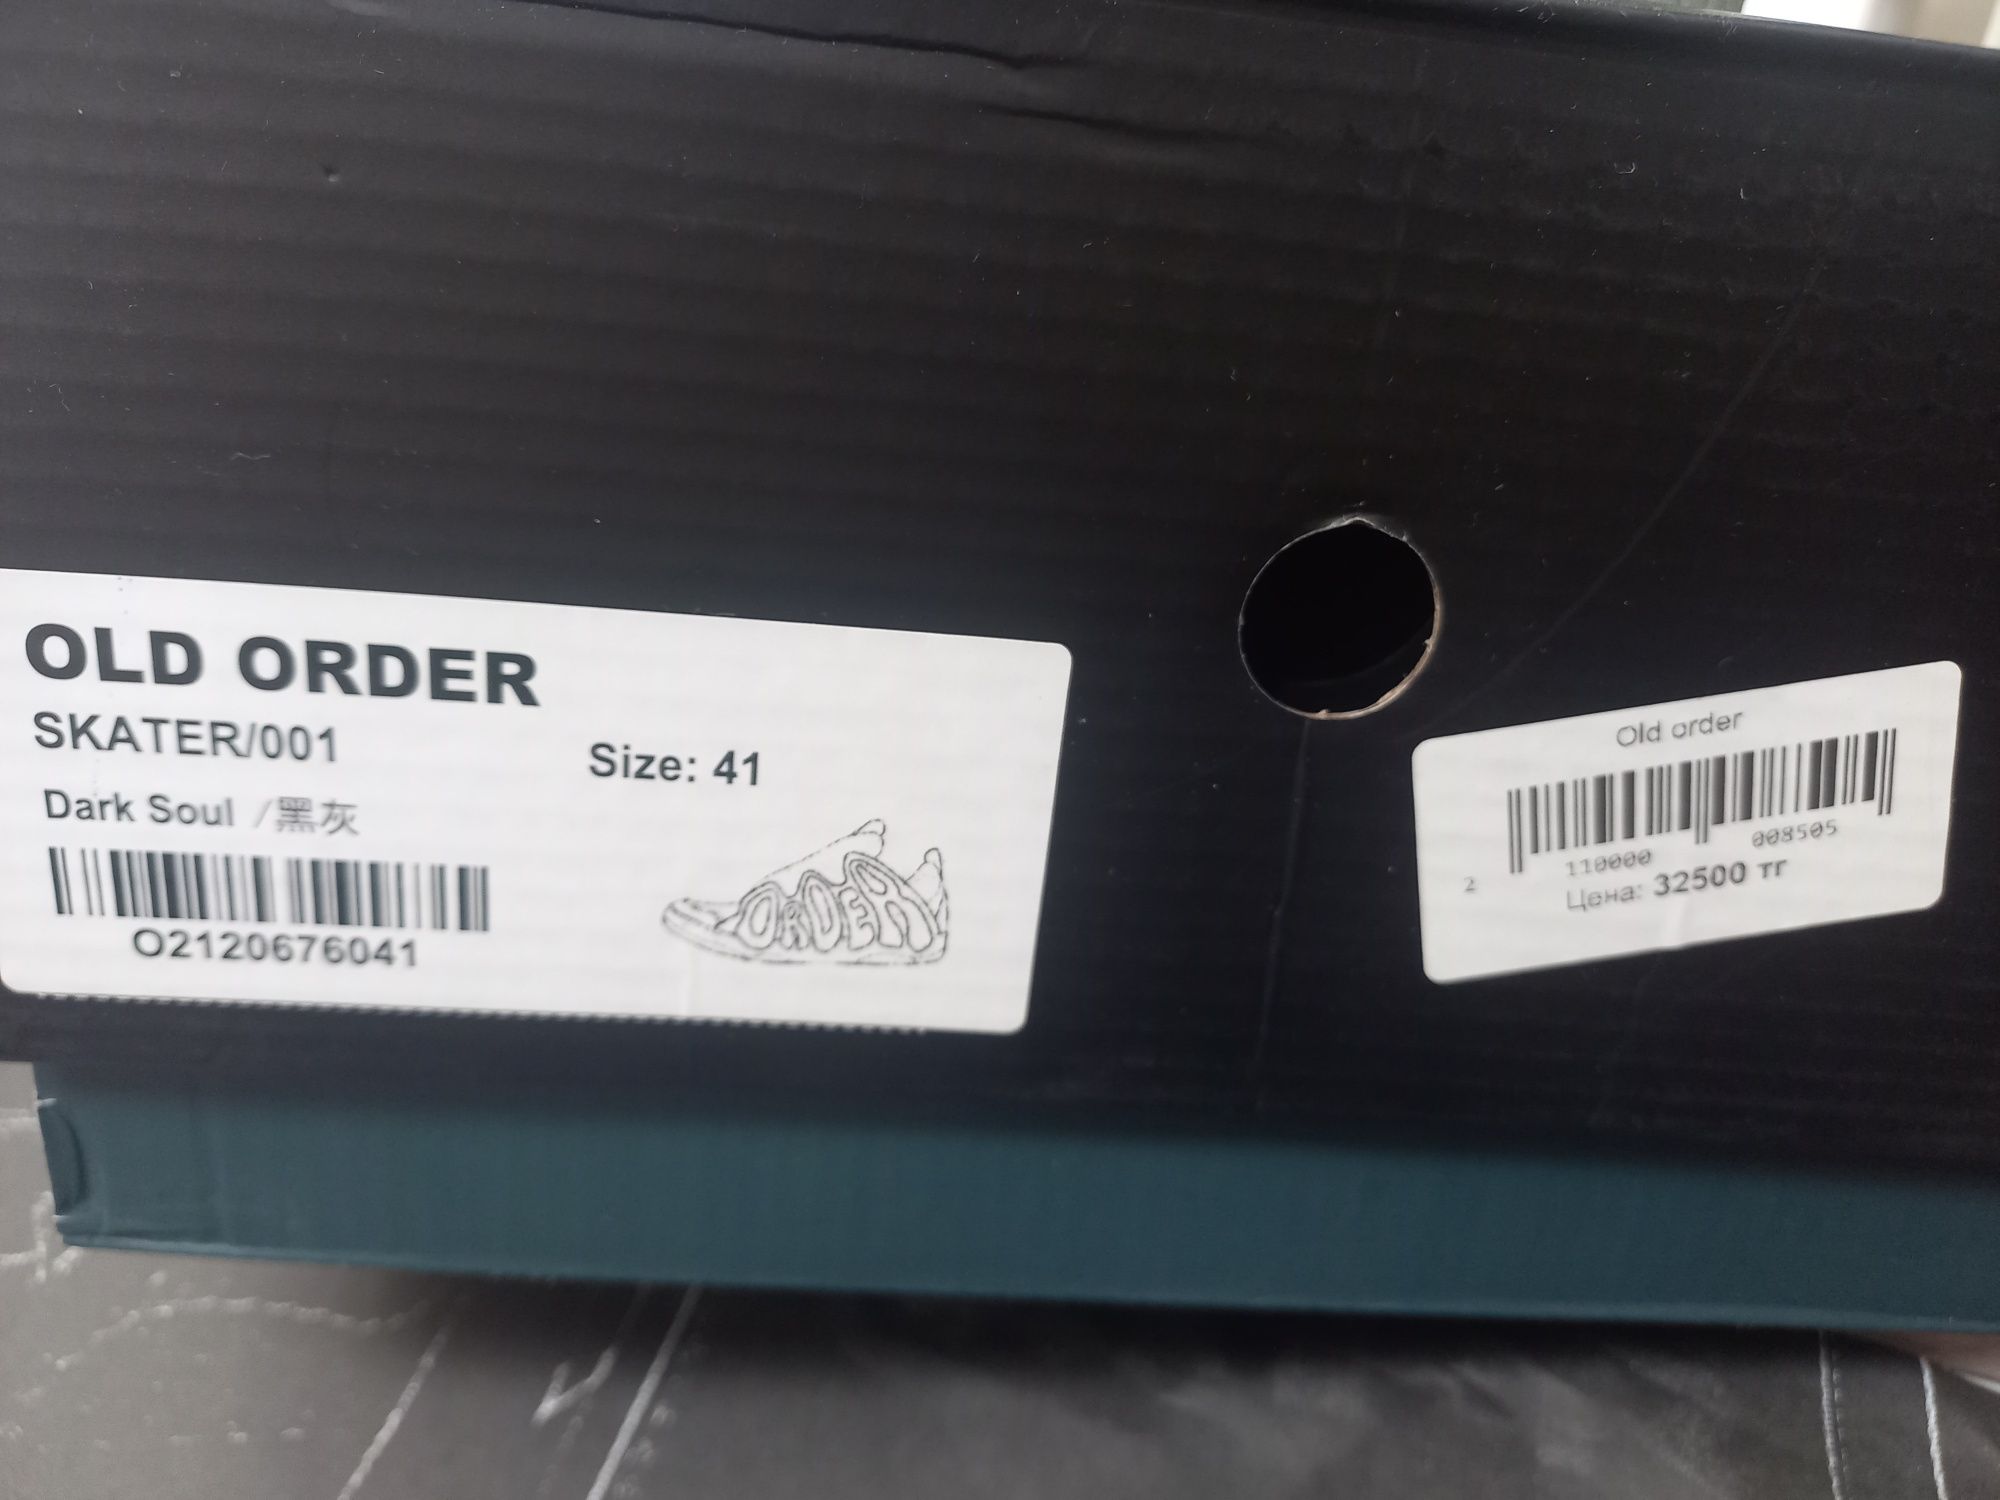 OLD ORDER
SKATER/001
Size: 41
Dark Soul /黑灰
O2120676041
ORDER
Old order
2 110000 008505
Цена: 32500 тг